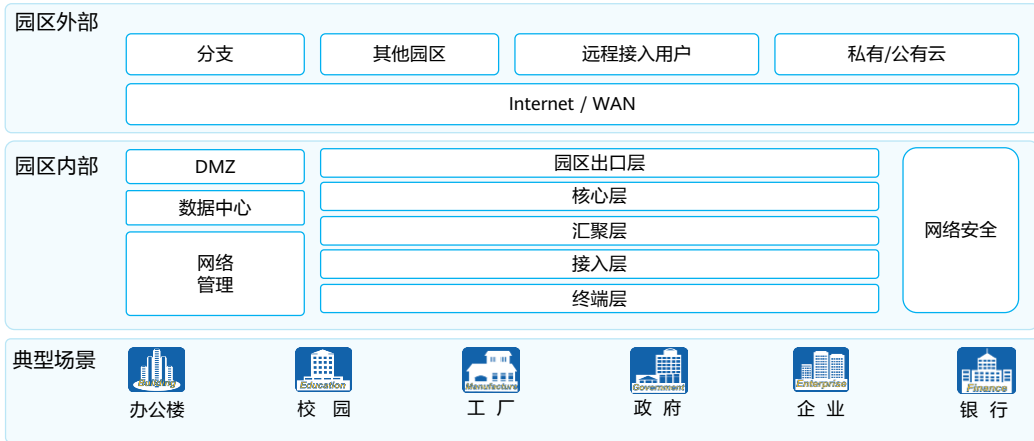 园区外部
分支
其他园区
远程接入用户
私有/公有云
Internet / WAN
园区内部
DMZ
数据中心
网络
管理
园区出口层
核心层
汇聚层
接入层
终端层
网络安全
典型场景
Building
Education
Manufacture
Government
Enterprise
Finance
办公楼
校 园
工 厂
政 府
企 业
银 行